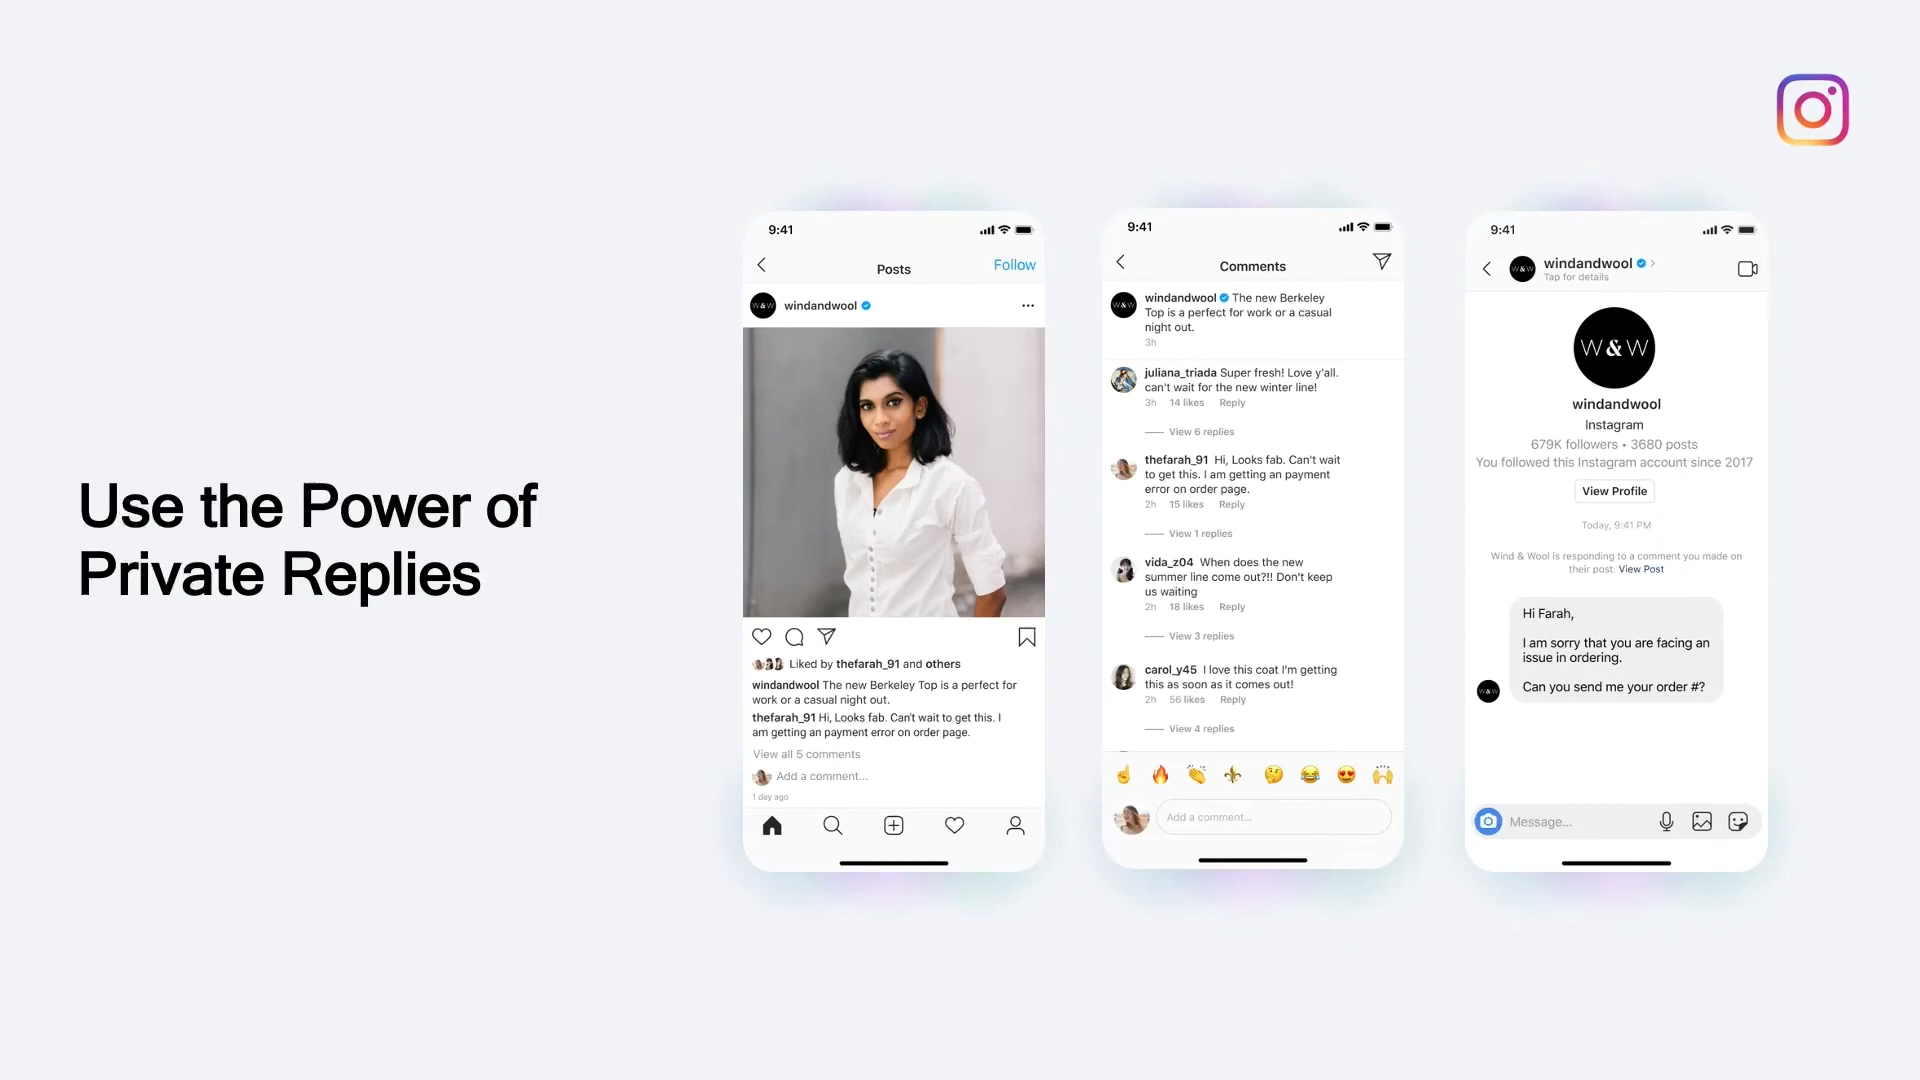 Use the Power of
Private Replies
9:41
Posts
Follow
W&W
windandwool
Liked by thefarah_91 and others
windandwool The new Berkeley Top is a perfect for
work or a casual night out.
thefarah_91 Hi, Looks fab. Can't wait to get this. I
am getting an payment error on order page.
View all 5 comments
Add a comment...
1 day ago
9:41
Comments
W&W
windandwool The new Berkeley
Top is a perfect for work or a casual
night out.
3h
juliana_triada Super fresh! Love y'all.
can't wait for the new winter line!
3h 14 likes Reply
View 6 replies
thefarah_91 Hi, Looks fab. Can't wait
to get this. I am getting an payment
error on order page.
2h 15 likes Reply
View 1 replies
vida_z04 When does the new
summer line come out?!! Don't keep
us waiting
2h 18 likes Reply
View 3 replies
carol_y45 I love this coat I'm getting
this as soon as it comes out!
2h 56 likes Reply
View 4 replies
Add a comment...
9:41
W&W
windandwool
Tap for details
W&W
windandwool
Instagram
679K followers • 3680 posts
You followed this Instagram account since 2017
View Profile
Today, 9:41 PM
Wind & Wool is responding to a comment you made on
their post. View Post
Hi Farah,
I am sorry that you are facing an
issue in ordering.
Can you send me your order #?
W&W
Message...